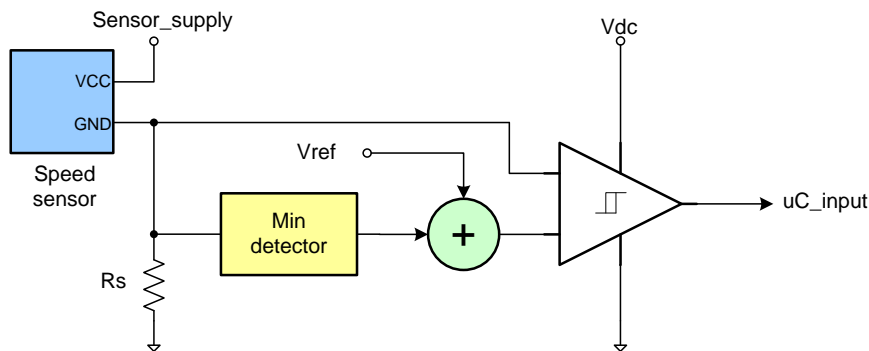 Sensor_supply
Vdc
VCC
GND
Speed
sensor
Vref
Min
detector
+
uC_input
Rs